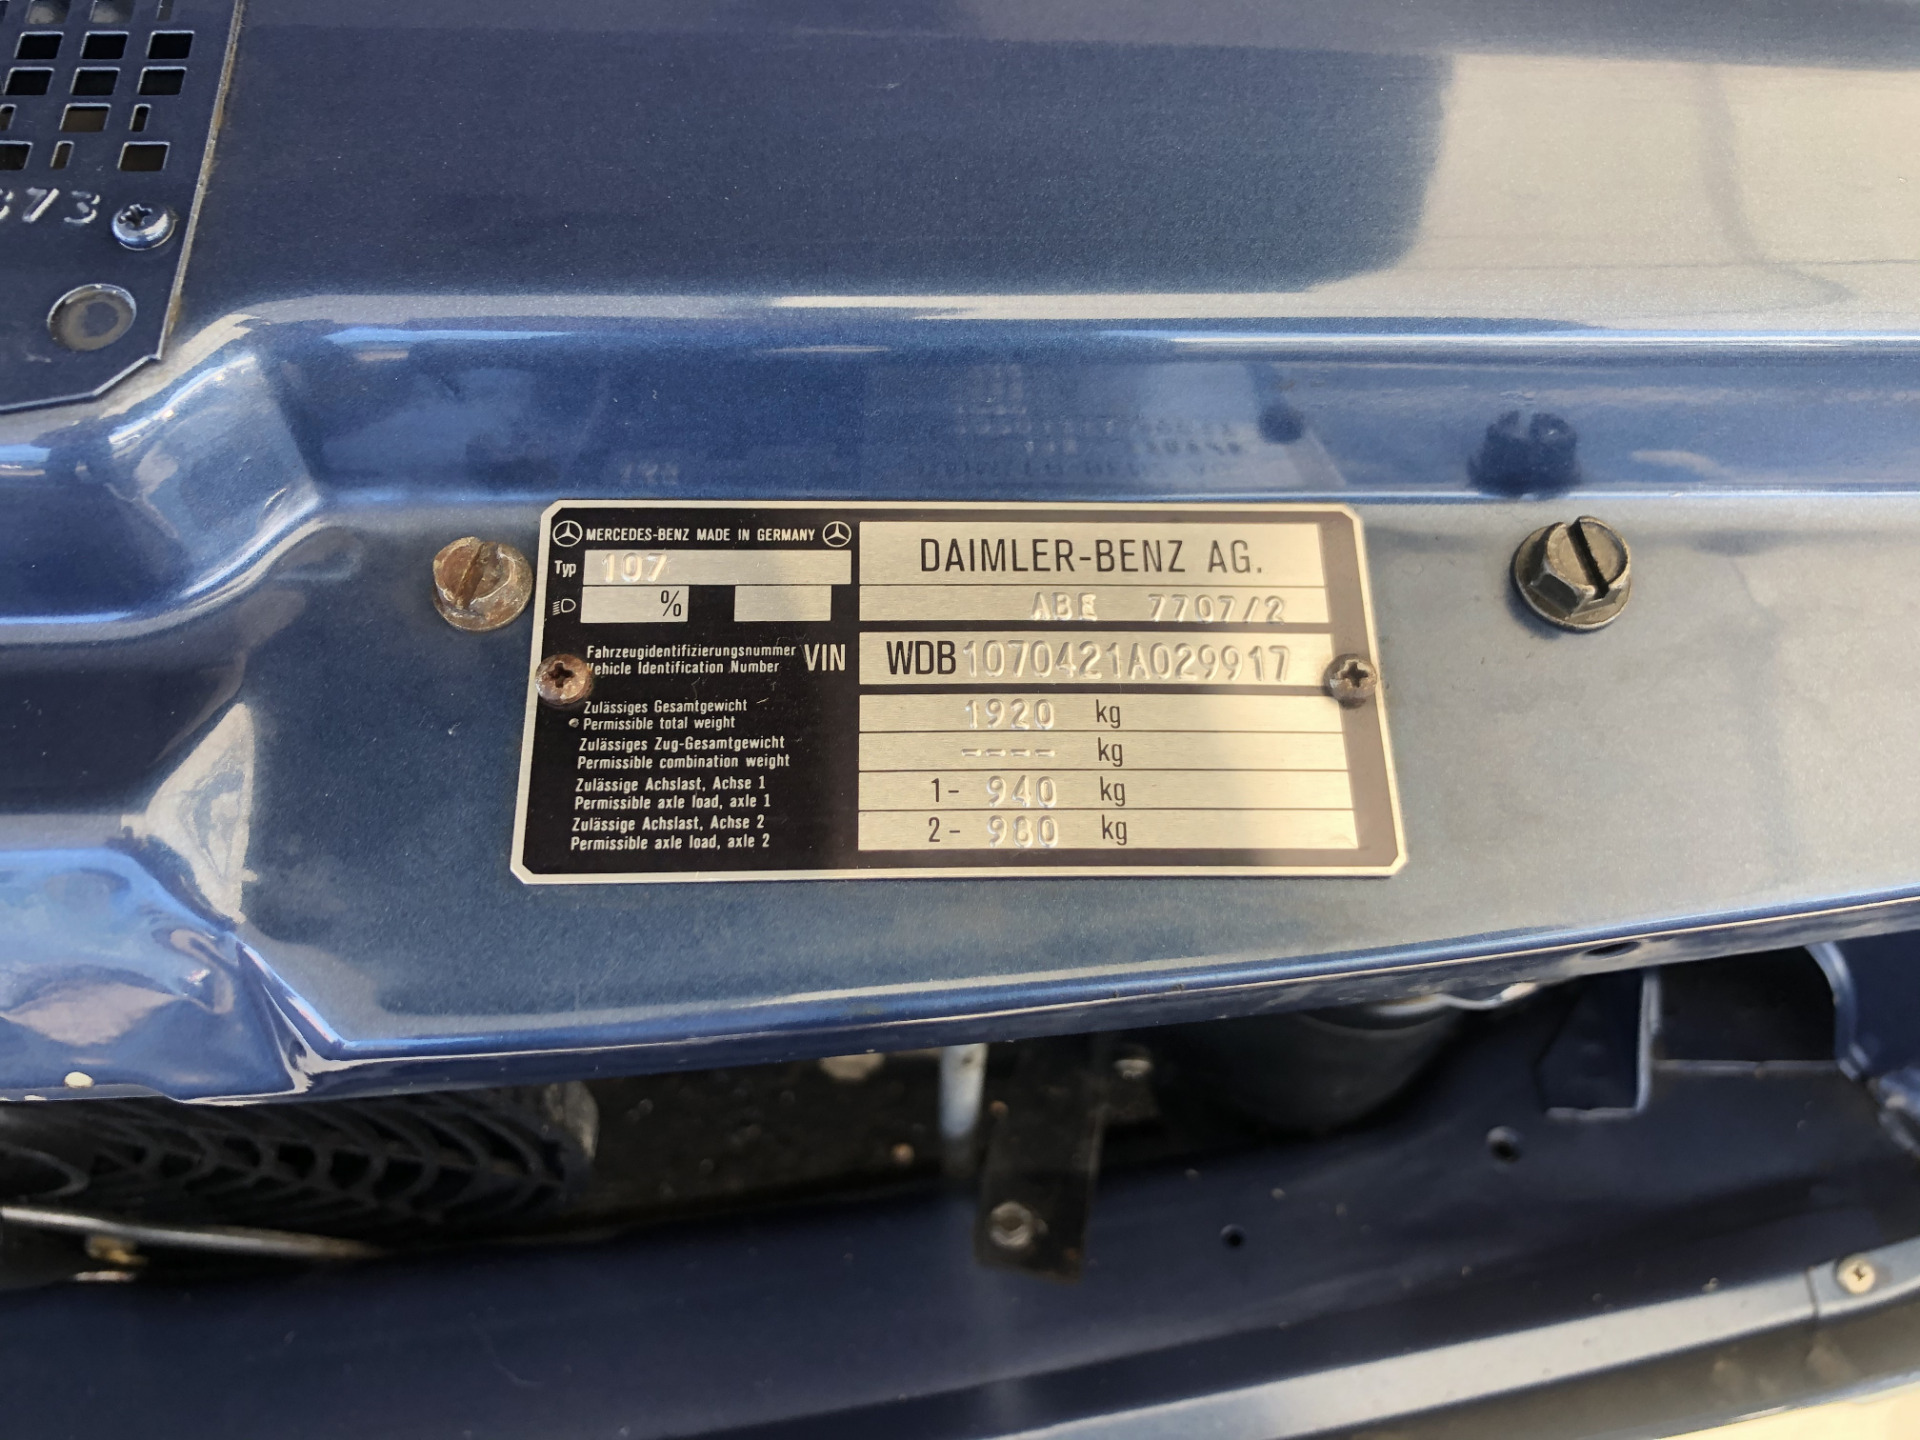 873
MERCEDES-BENZ MADE IN GERMANY
Typ 107
%
DAIMLER-BENZ AG.
ABE 7707/2
Fahrzeugidentifizierungsnummer
Vehicle Identification Number
VIN WDB1070421A029917
Zulässiges Gesamtgewicht
Permissible total weight
1920 kg
Zulässiges Zug-Gesamtgewicht
Permissible combination weight
---- kg
Zulässige Achslast, Achse 1
Permissible axle load, axle 1
1- 940 kg
Zulässige Achslast, Achse 2
Permissible axle load, axle 2
2- 980 kg